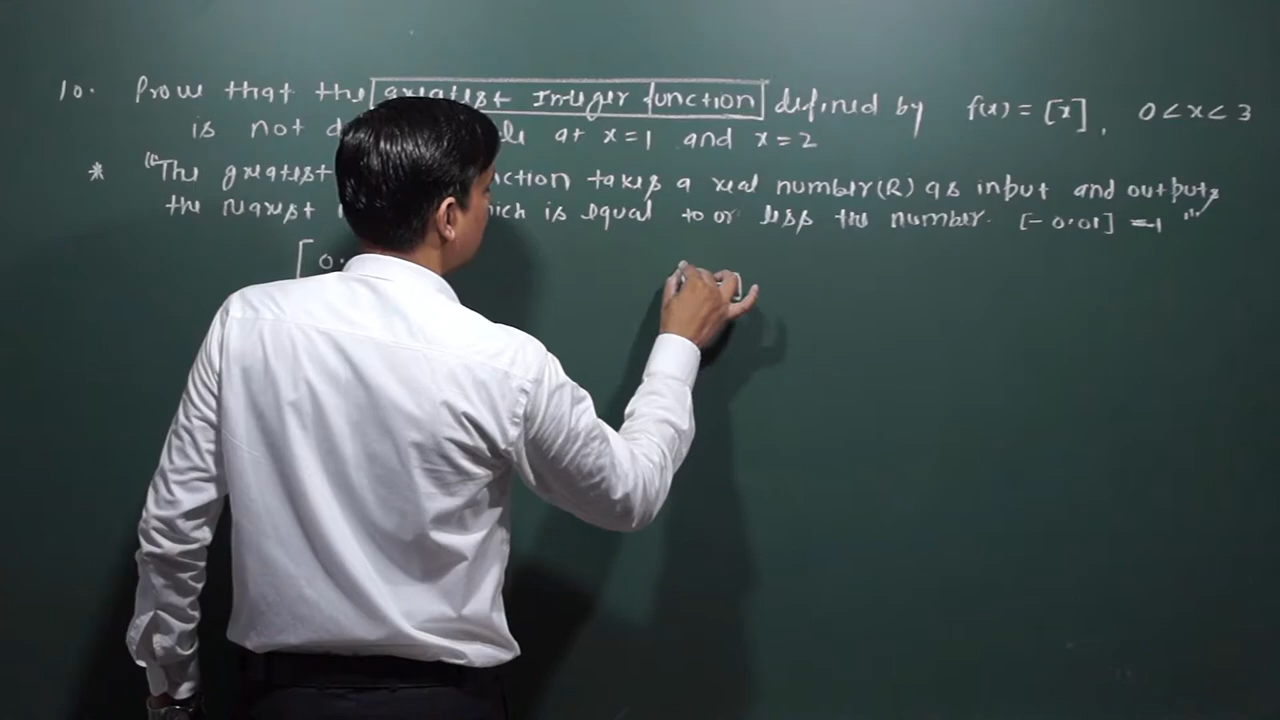 10. Prove that the greatest Integer function defined by f(x) = [x], 0 < x < 3
is not at x=1 and x=2
* "The greatest takes a real number(R) as input and outputs
the which is equal to or less the number. [-0.01] = -1 "
[0.